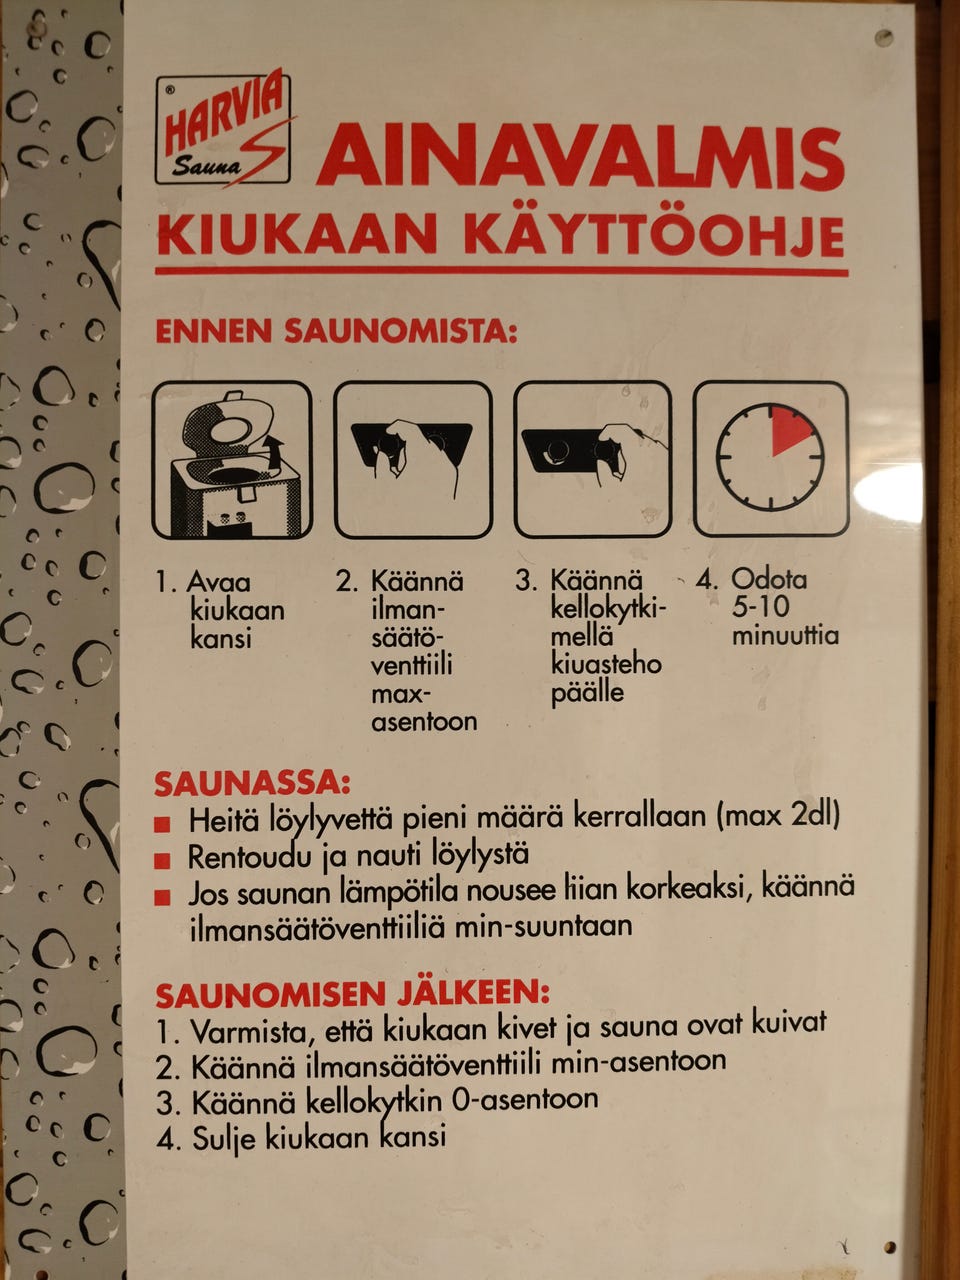 ® HARVIA
Sauna
AINAVALMIS
KIUKAAN KÄYTTÖOHJE
ENNEN SAUNOMISTA:
1. Avaa
kiukaan
kansi
2. Käännä
ilman-
säätö-
venttiili
max-
asentoon
3. Käännä
kellokytki-
mellä
kiuasteho
päälle
4. Odota
5-10
minuuttia
SAUNASSA:
Heitä löylyvettä pieni määrä kerrallaan (max 2dl)
Rentoudu ja nauti löylystä
Jos saunan lämpötila nousee liian korkeaksi, käännä
ilmansäätöventtiiliä min-suuntaan
SAUNOMISEN JÄLKEEN:
1. Varmista, että kiukaan kivet ja sauna ovat kuivat
2. Käännä ilmansäätöventtiili min-asentoon
3. Käännä kellokytkin 0-asentoon
4. Sulje kiukaan kansi